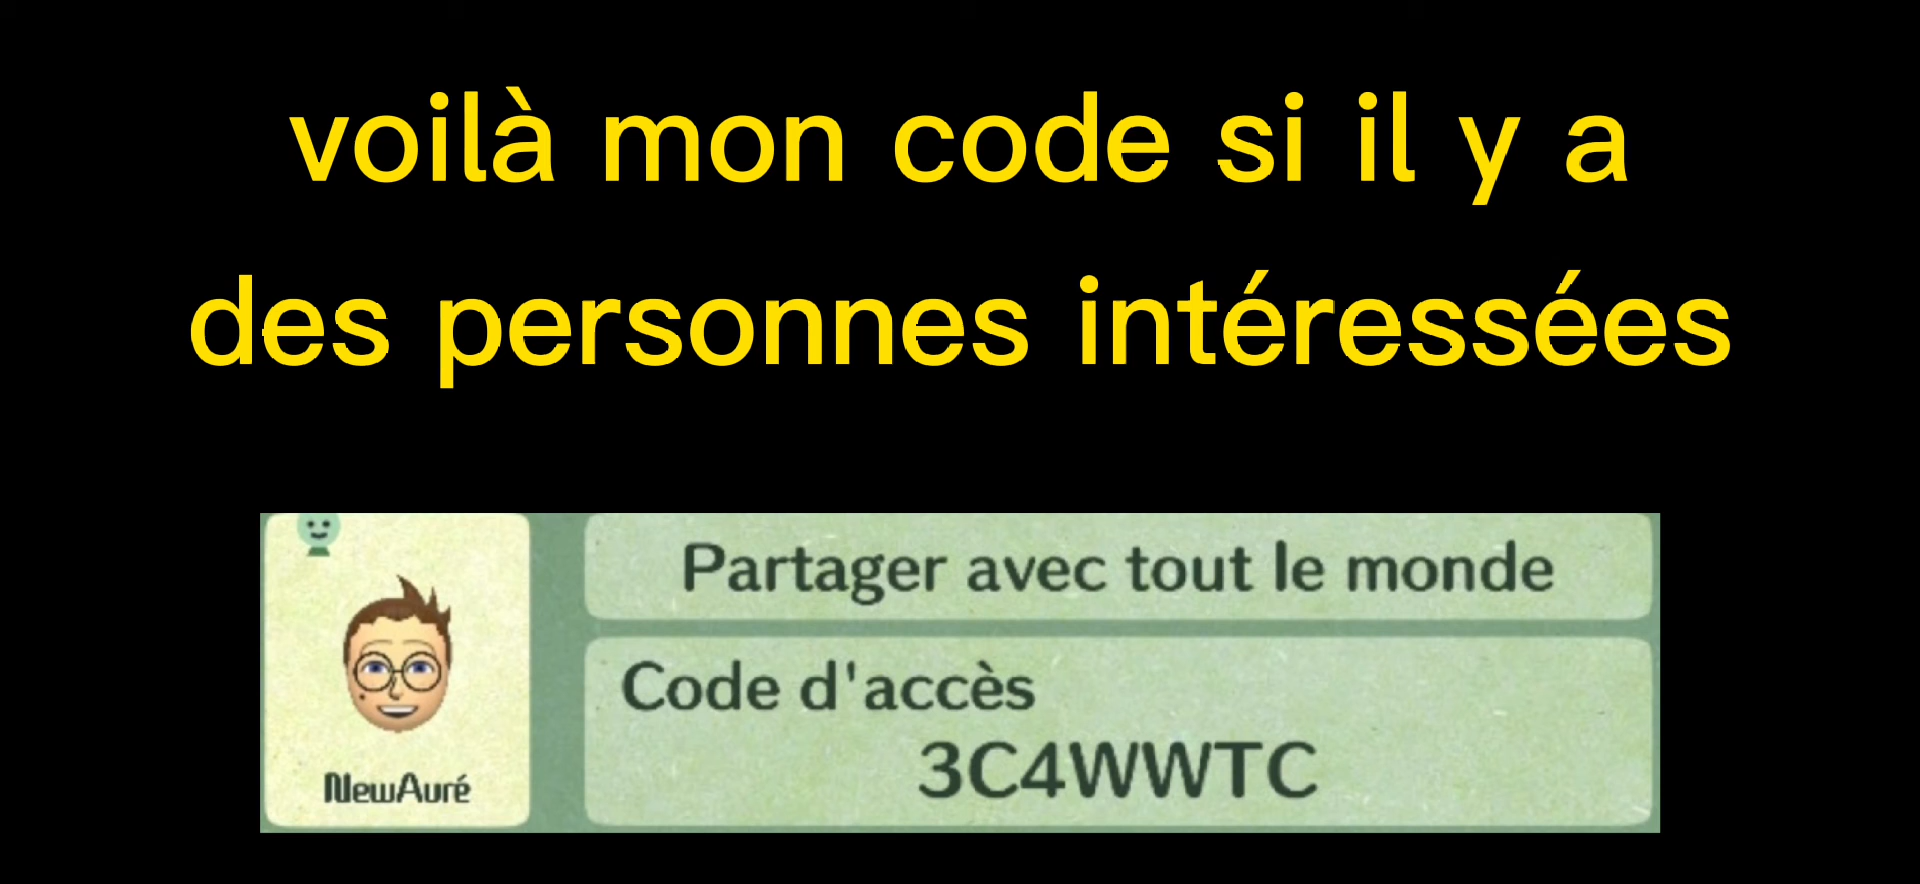 voilà mon code si il y a
des personnes intéressées
Partager avec tout le monde
Code d'accès
3C4WWTC
NewAuré